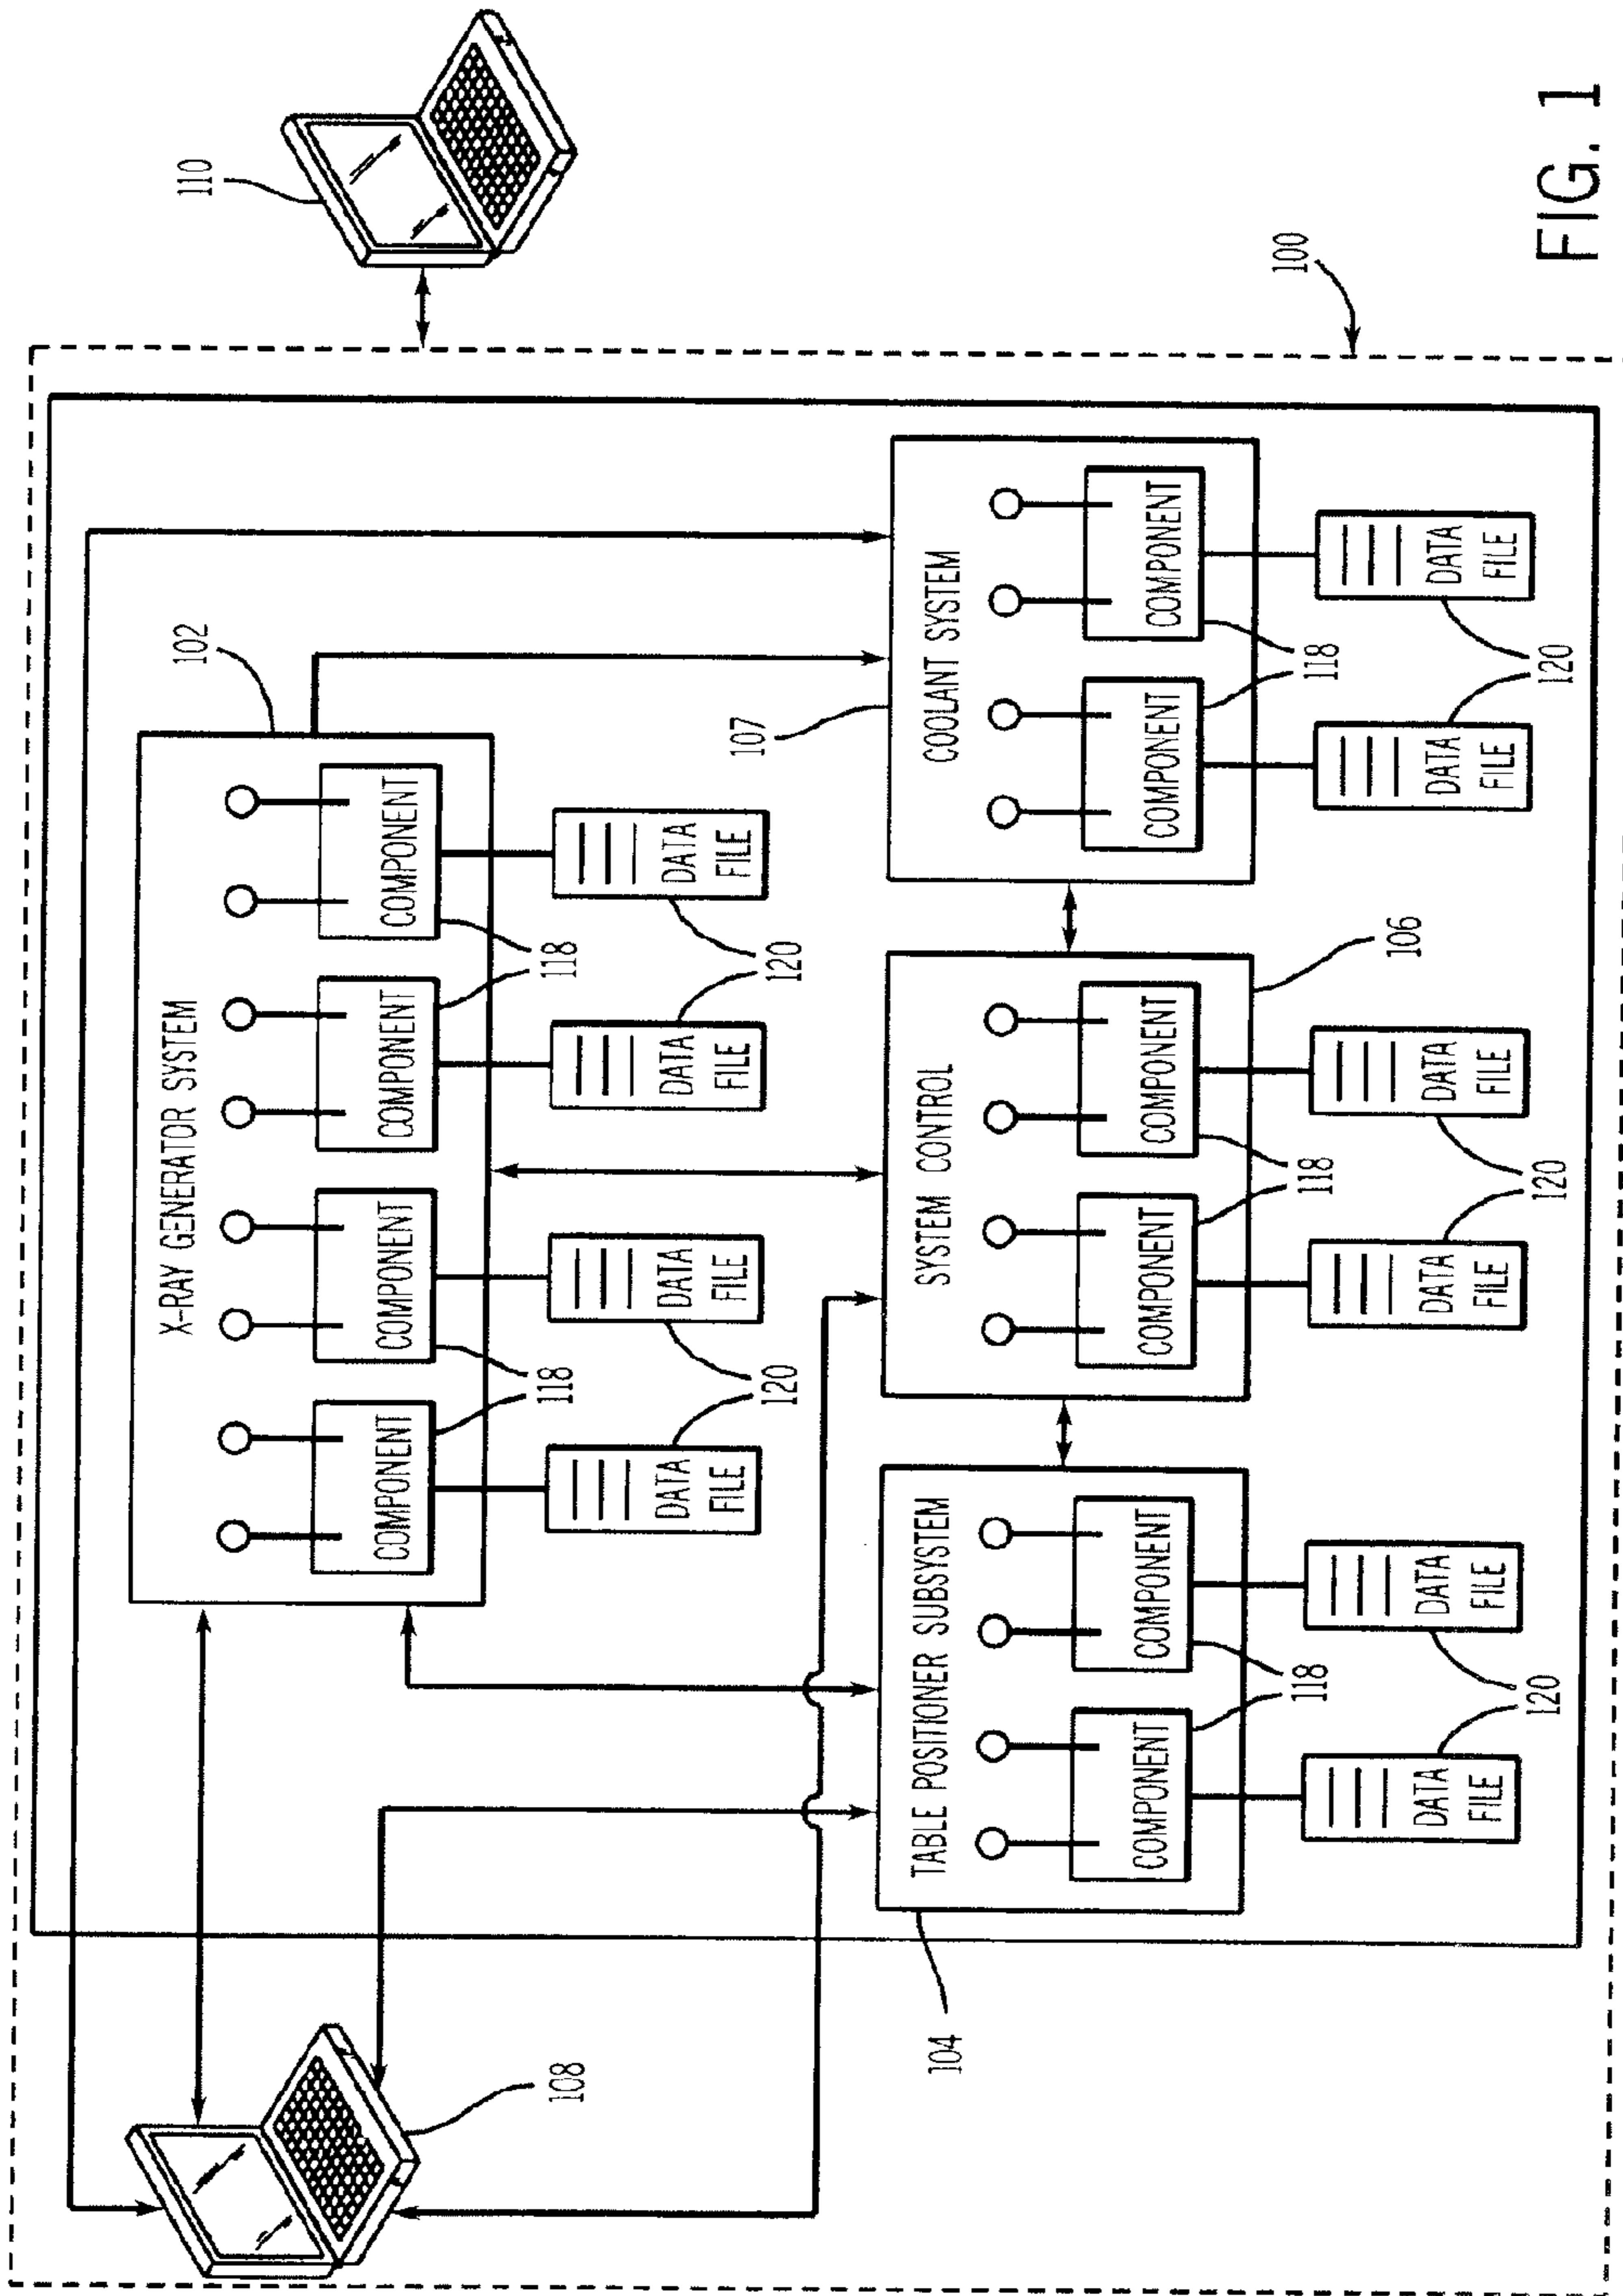 110
100
102
X-RAY GENERATOR SYSTEM
COMPONENT
COMPONENT
COMPONENT
COMPONENT
118
118
DATA
FILE
DATA
FILE
DATA
FILE
DATA
FILE
120
120
108
104
TABLE POSITIONER SUBSYSTEM
COMPONENT
COMPONENT
118
DATA
FILE
DATA
FILE
120
SYSTEM CONTROL
106
COMPONENT
COMPONENT
118
DATA
FILE
DATA
FILE
120
107
COOLANT SYSTEM
COMPONENT
COMPONENT
118
DATA
FILE
DATA
FILE
120
FIG. 1